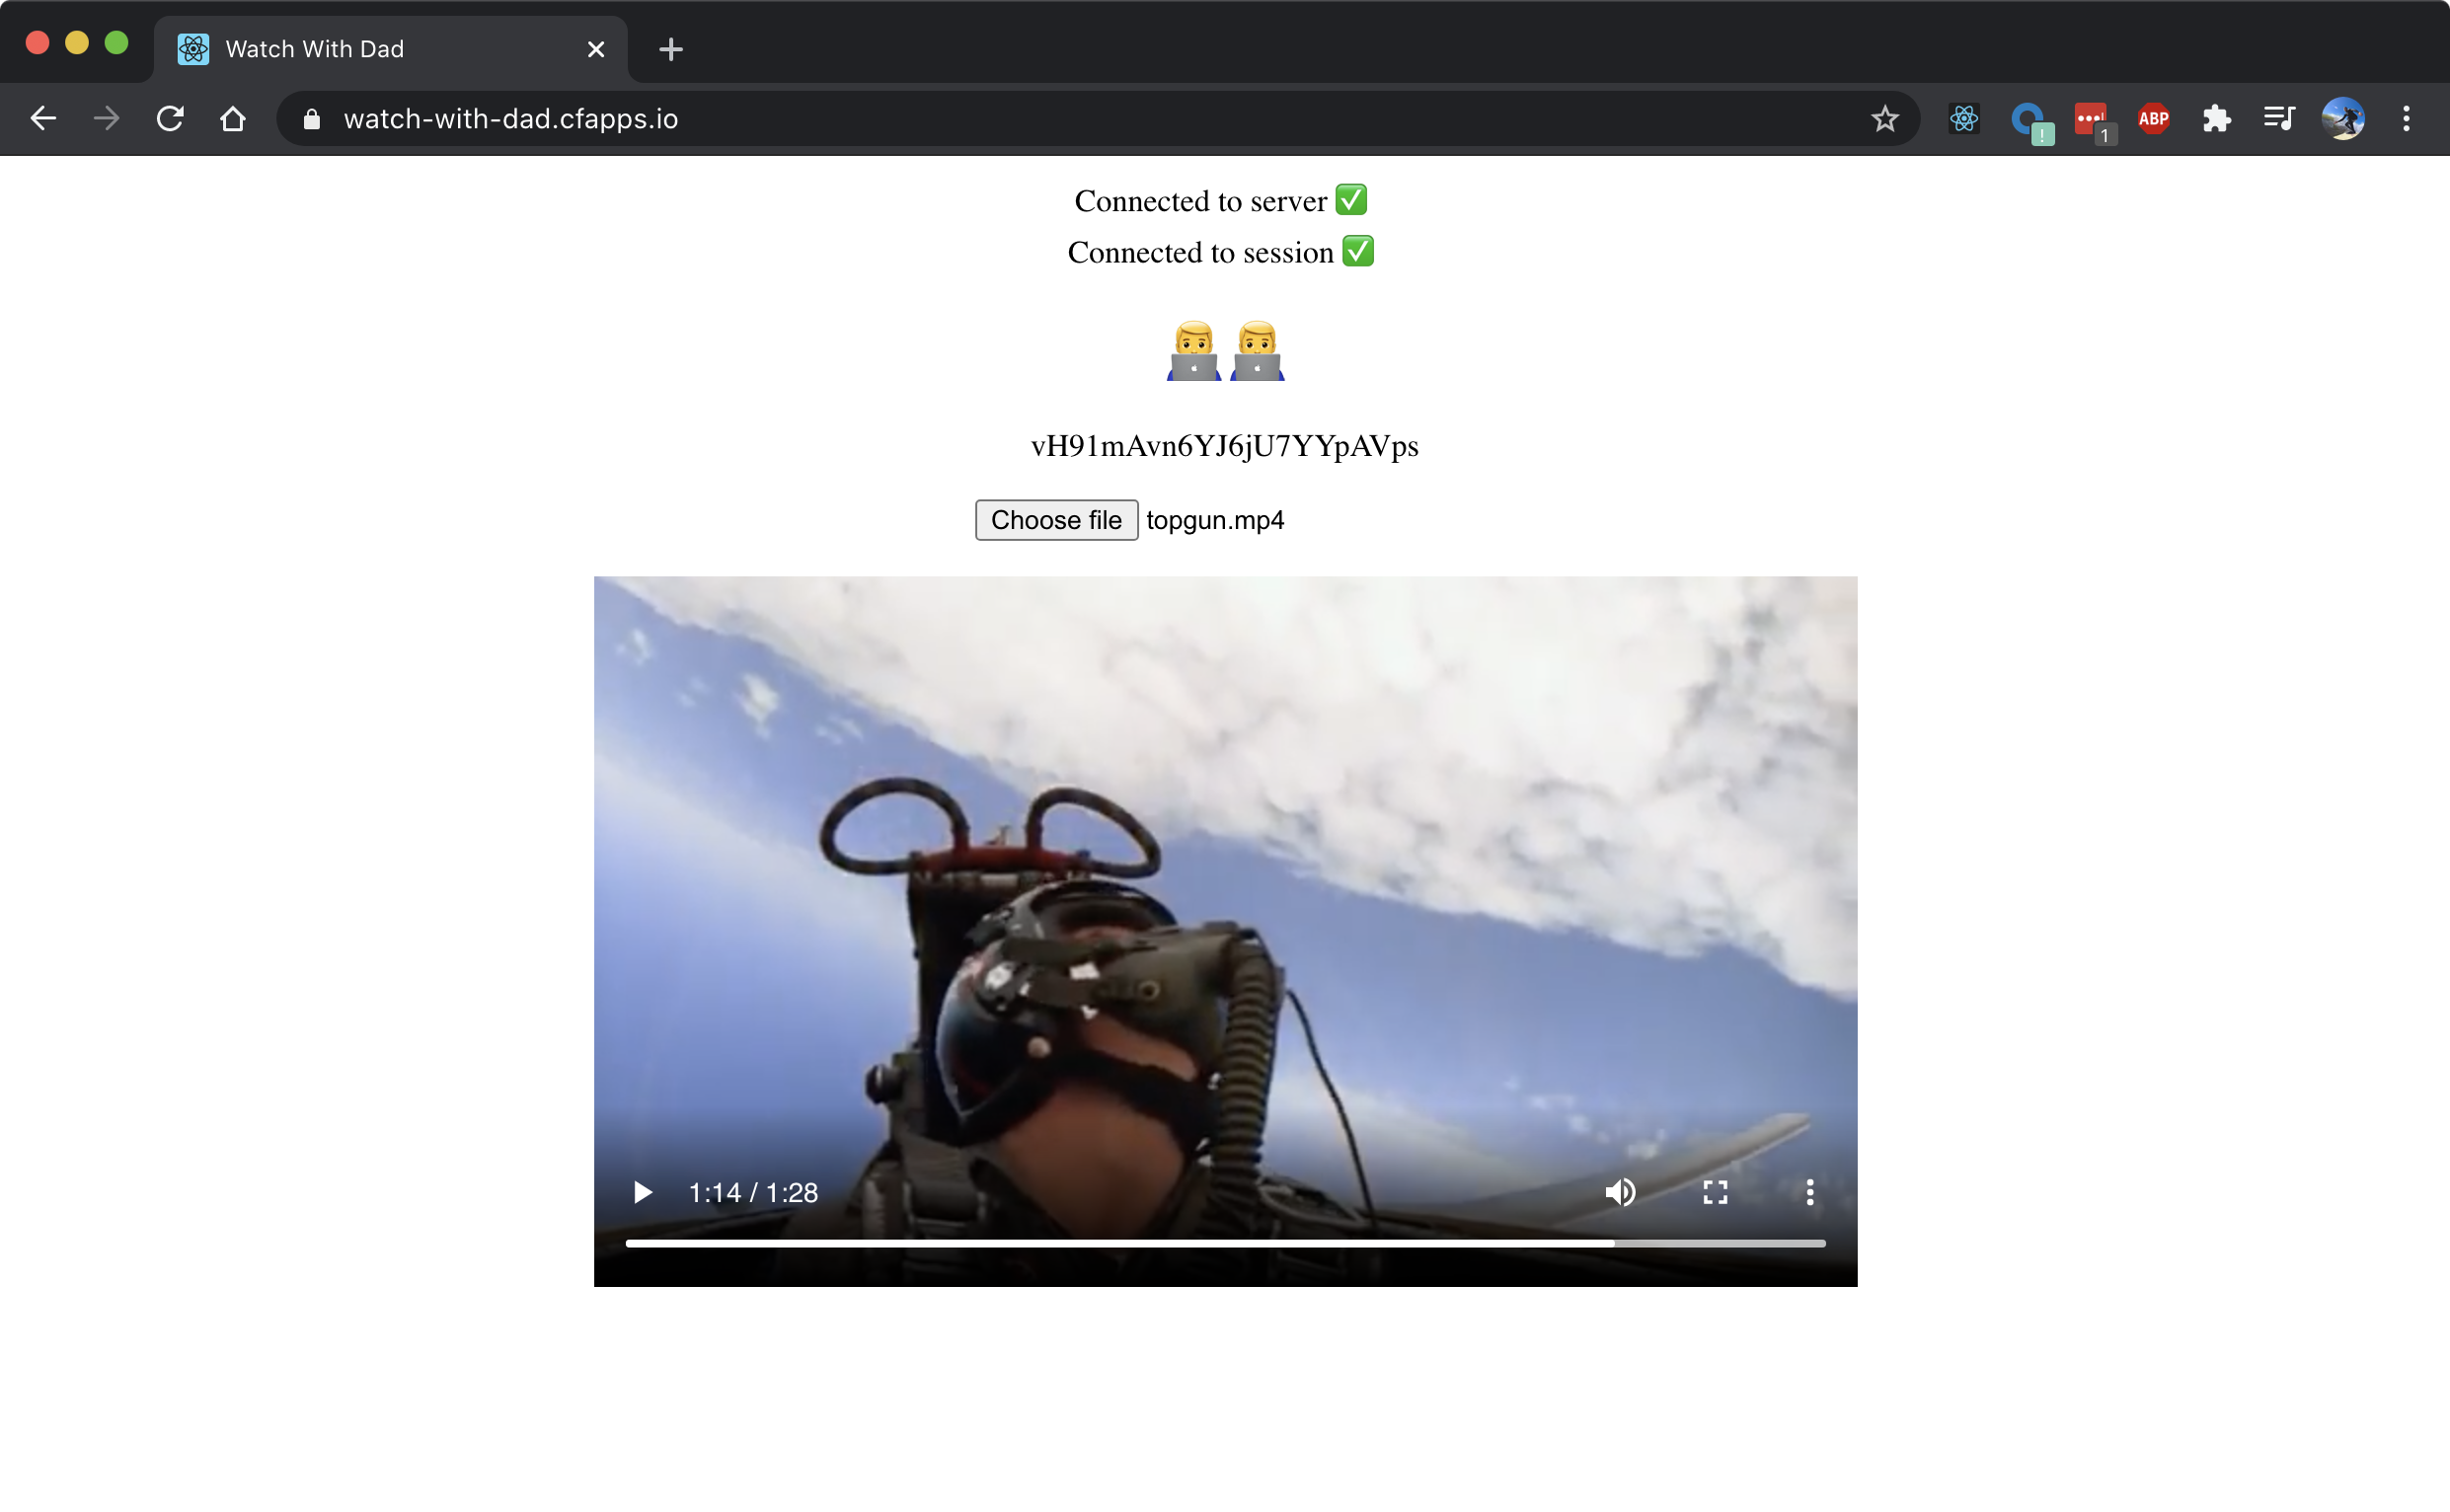 Watch With Dad
watch-with-dad.cfapps.io
!
1
ABP
Connected to server ✅
Connected to session ✅
vH91mAvn6YJ6jU7YYpAVps
Choose file topgun.mp4
1:14 / 1:28